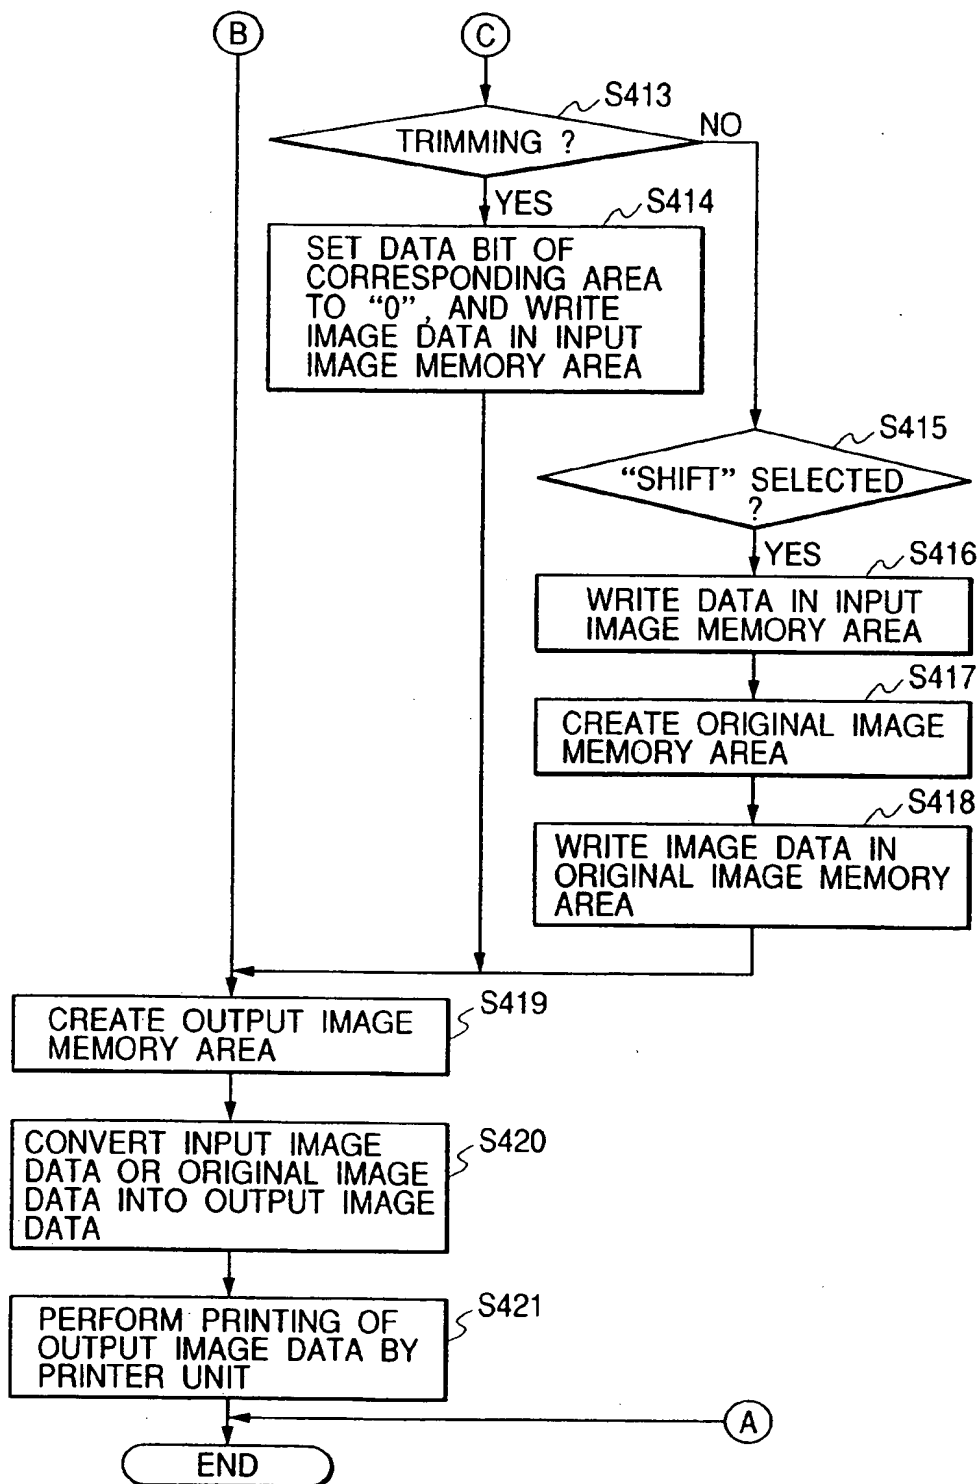 B
C
S413
TRIMMING ?
NO
YES
S414
SET DATA BIT OF
CORRESPONDING AREA
TO “0”, AND WRITE
IMAGE DATA IN INPUT
IMAGE MEMORY AREA
S415
“SHIFT” SELECTED
?
YES
S416
WRITE DATA IN INPUT
IMAGE MEMORY AREA
S417
CREATE ORIGINAL IMAGE
MEMORY AREA
S418
WRITE IMAGE DATA IN
ORIGINAL IMAGE MEMORY
AREA
S419
CREATE OUTPUT IMAGE
MEMORY AREA
S420
CONVERT INPUT IMAGE
DATA OR ORIGINAL IMAGE
DATA INTO OUTPUT IMAGE
DATA
S421
PERFORM PRINTING OF
OUTPUT IMAGE DATA BY
PRINTER UNIT
A
END